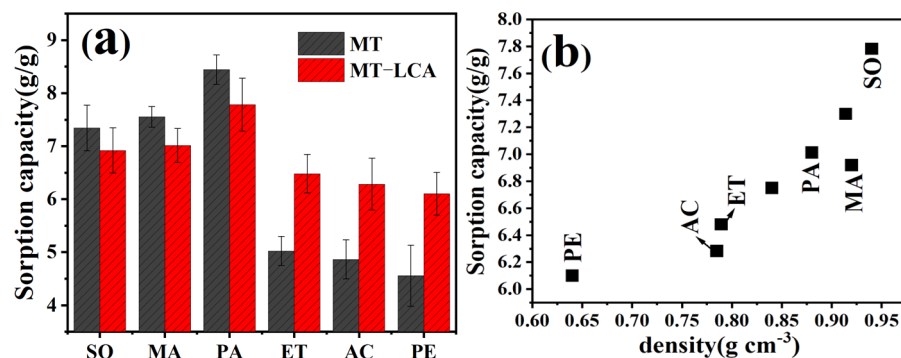 (a)
MT
MT-LCA
Sorption capacity(g/g)
9
8
7
6
5
4
SO MA PA ET AC PE
(b)
Sorption capacity(g/g)
8.0
7.8
7.6
7.4
7.2
7.0
6.8
6.6
6.4
6.2
6.0
SO
PA
MA
ET
AC
PE
0.60 0.65 0.70 0.75 0.80 0.85 0.90 0.95
density(g cm⁻³)